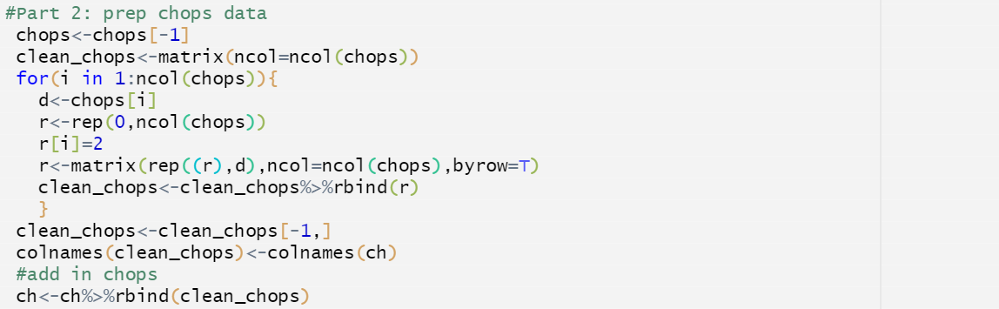 #Part 2: prep chops data
chops<-chops[-1]
clean_chops<-matrix(ncol=ncol(chops))
for(i in 1:ncol(chops)){
d<-chops[i]
r<-rep(0,ncol(chops))
r[i]=2
r<-matrix(rep((r),d),ncol=ncol(chops),byrow=T)
clean_chops<-clean_chops%>%rbind(r)
}
clean_chops<-clean_chops[-1,]
colnames(clean_chops)<-colnames(ch)
#add in chops
ch<-ch%>%rbind(clean_chops)